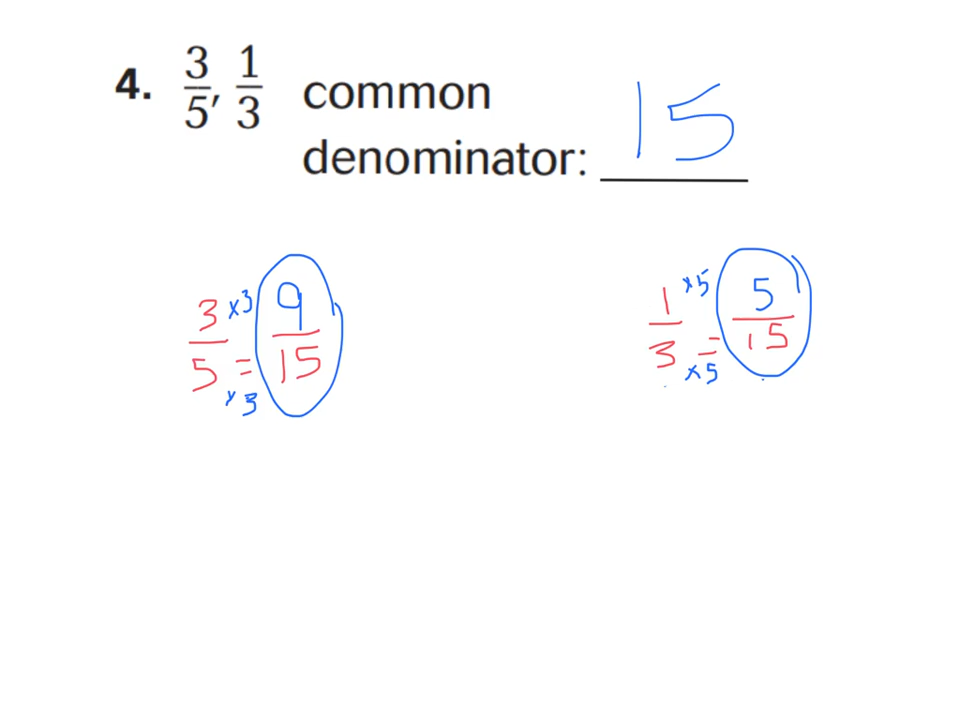 4. 3/5, 1/3 common
denominator: 15
3/5 ×3 ×3 = 9/15
1/3 ×5 ×5 = 5/15